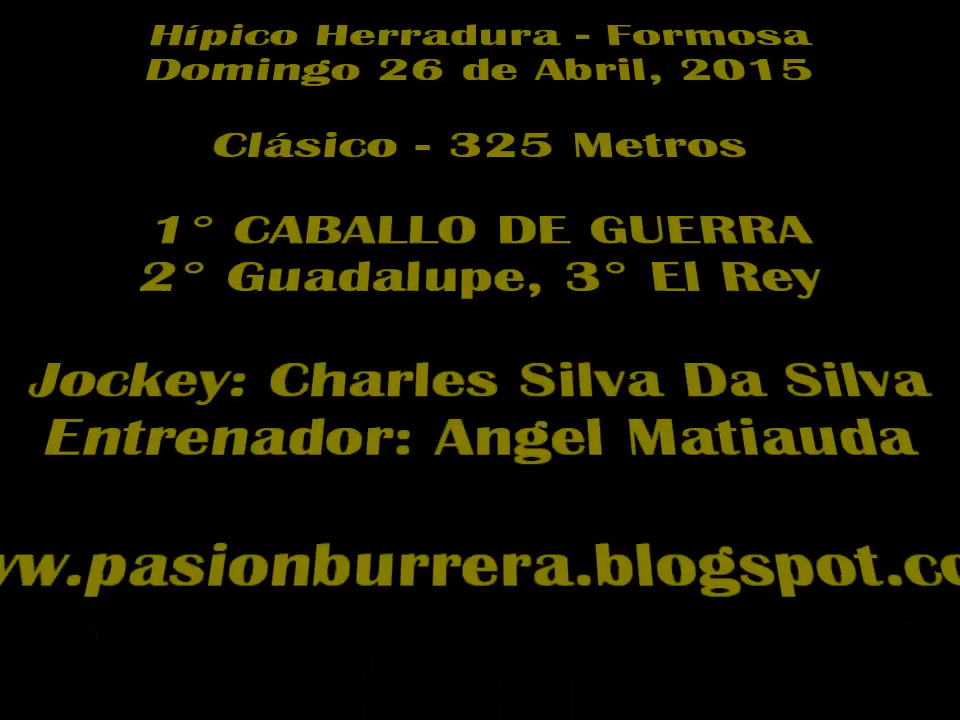 Hípico Herradura - Formosa
Domingo 26 de Abril, 2015
Clásico - 325 Metros
1° CABALLO DE GUERRA
2° Guadalupe, 3° El Rey
Jockey: Charles Silva Da Silva
Entrenador: Angel Matiauda
yw.pasionburrera.blogspot.co